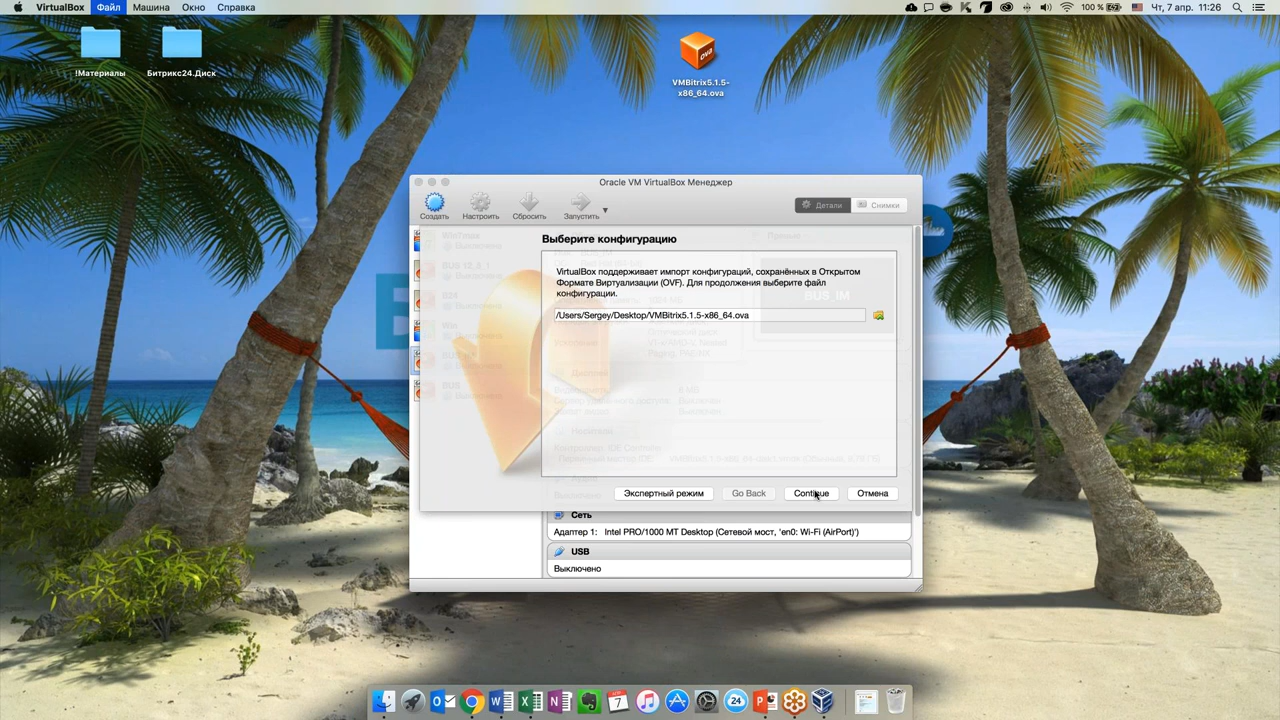 VirtualBox Файл Машина Окно Справка 100 % Чт, 7 апр. 11:26
!Материалы
Битрикс24.Диск
VMBitrix5.1.5-
x86_64.ova
Oracle VM VirtualBox Менеджер
Создать Настроить Сбросить Запустить Детали Снимки
Выберите конфигурацию
VirtualBox поддерживает импорт конфигураций, сохранённых в Открытом
Формате Виртуализации (OVF). Для продолжения выберите файл
конфигурации.
/Users/Sergey/Desktop/VMBitrix5.1.5-x86_64.ova
BUS_IM
Экспертный режим Go Back Continue Отмена
Сеть
Адаптер 1: Intel PRO/1000 MT Desktop (Сетевой мост, 'en0: Wi-Fi (AirPort)')
USB
Выключено